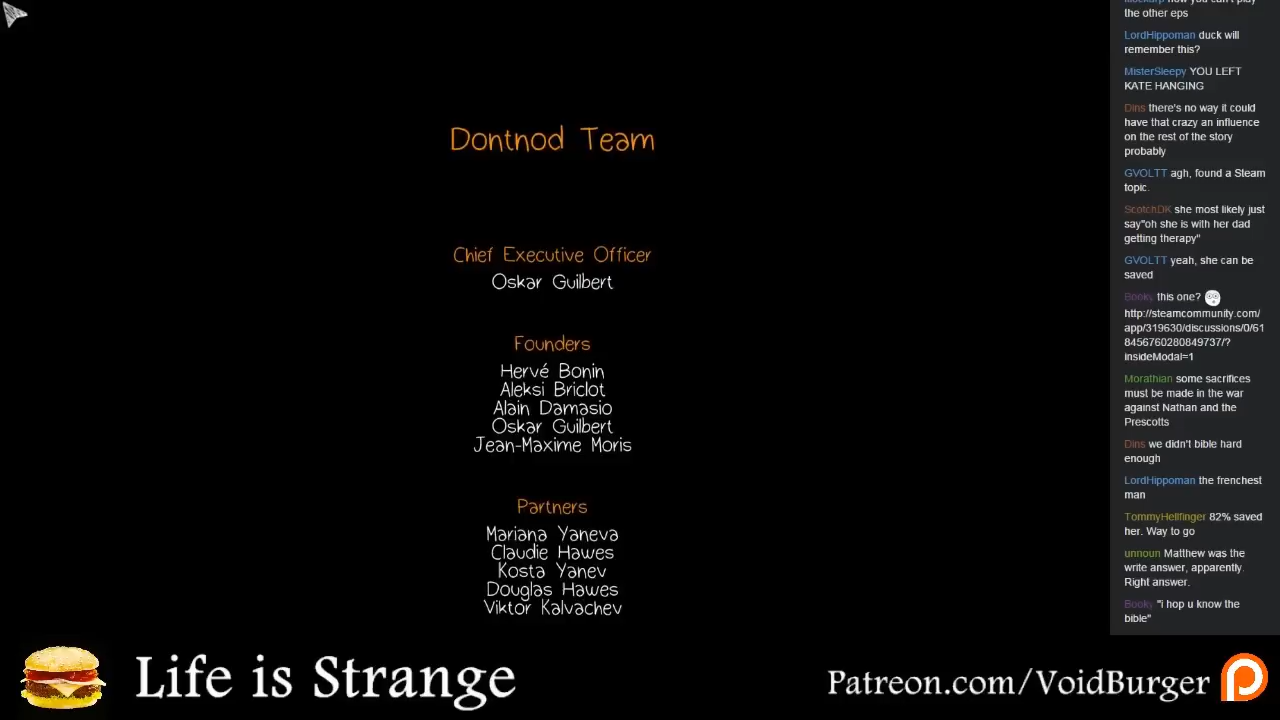 Dontnod Team
Chief Executive Officer
Oskar Guilbert
Founders
Hervé Bonin
Aleksi Briclot
Alain Damasio
Oskar Guilbert
Jean-Maxime Moris
Partners
Mariana Yaneva
Claudie Hawes
Kosta Yanev
Douglas Hawes
Viktor Kalvachev
the other eps
LordHippoman duck will
remember this?
MisterSleepy YOU LEFT
KATE HANGING
Dins there's no way it could
have that crazy an influence
on the rest of the story
probably
GVOLTT agh, found a Steam
topic.
ScotchDK she most likely just
say"oh she is with her dad
getting therapy"
GVOLTT yeah, she can be
saved
Booky this one?
http://steamcommunity.com/
app/319630/discussions/0/61
8456760280849737/?
insideModal=1
Morathian some sacrifices
must be made in the war
against Nathan and the
Prescotts
Dins we didn't bible hard
enough
LordHippoman the frenchest
man
TommyHellfinger 82% saved
her. Way to go
unnoun Matthew was the
write answer, apparently.
Right answer.
Booky "i hop u know the
bible"
Life is Strange
Patreon.com/VoidBurger